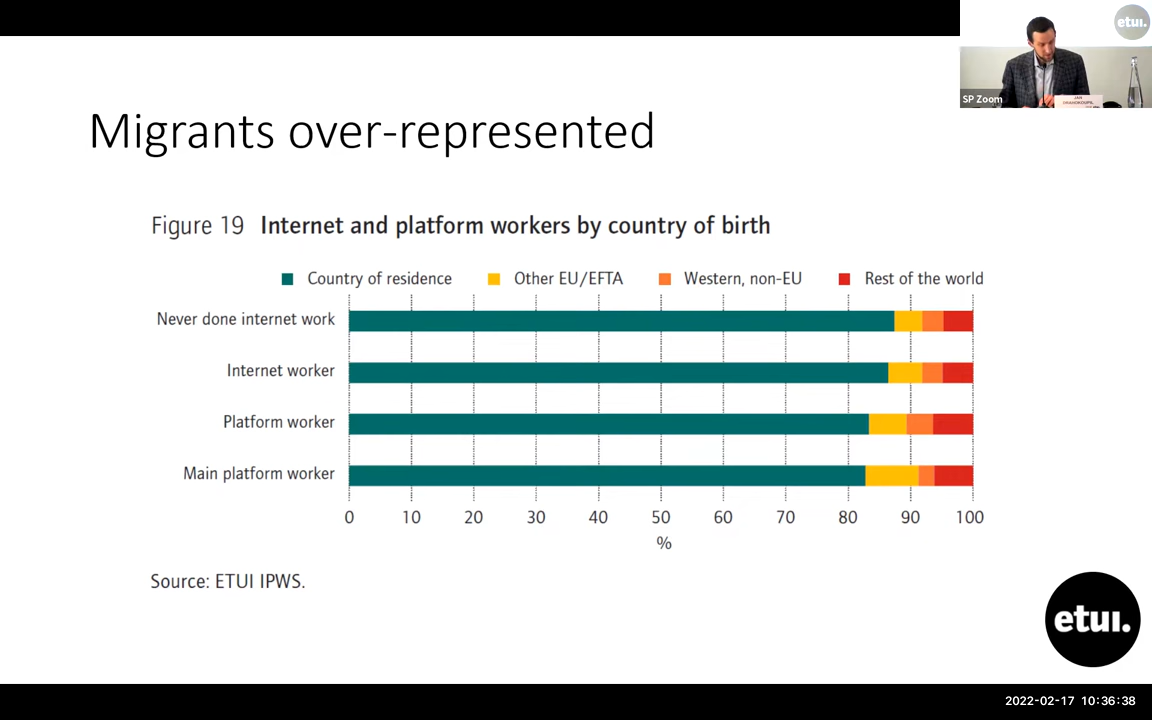 etui.
SP Zoom
JAN
DRAHOKOUPIL
Migrants over-represented
Figure 19 Internet and platform workers by country of birth
Country of residence Other EU/EFTA Western, non-EU Rest of the world
Never done internet work
Internet worker
Platform worker
Main platform worker
0 10 20 30 40 50 60 70 80 90 100
%
Source: ETUI IPWS.
etui.
2022-02-17 10:36:38